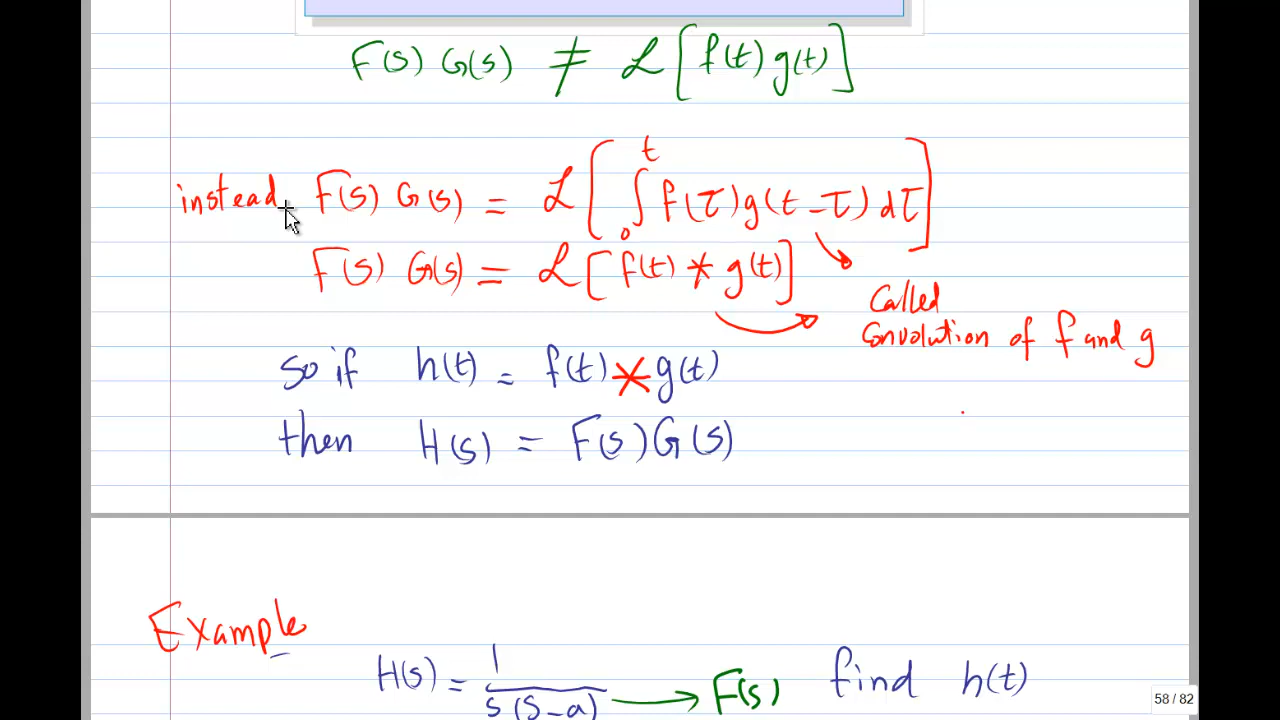 F(s) G(s) ≠ ℒ[f(t) g(t)]
instead F(s) G(s) = ℒ[∫₀ᵗ f(τ) g(t-τ) dτ]
F(s) G(s) = ℒ[f(t) * g(t)]
Called
Convolution of f and g
so if h(t) = f(t) * g(t)
then H(s) = F(s) G(s)
Example
H(s) = 1/(s(s-a)) → F(s) find h(t)
58 / 82